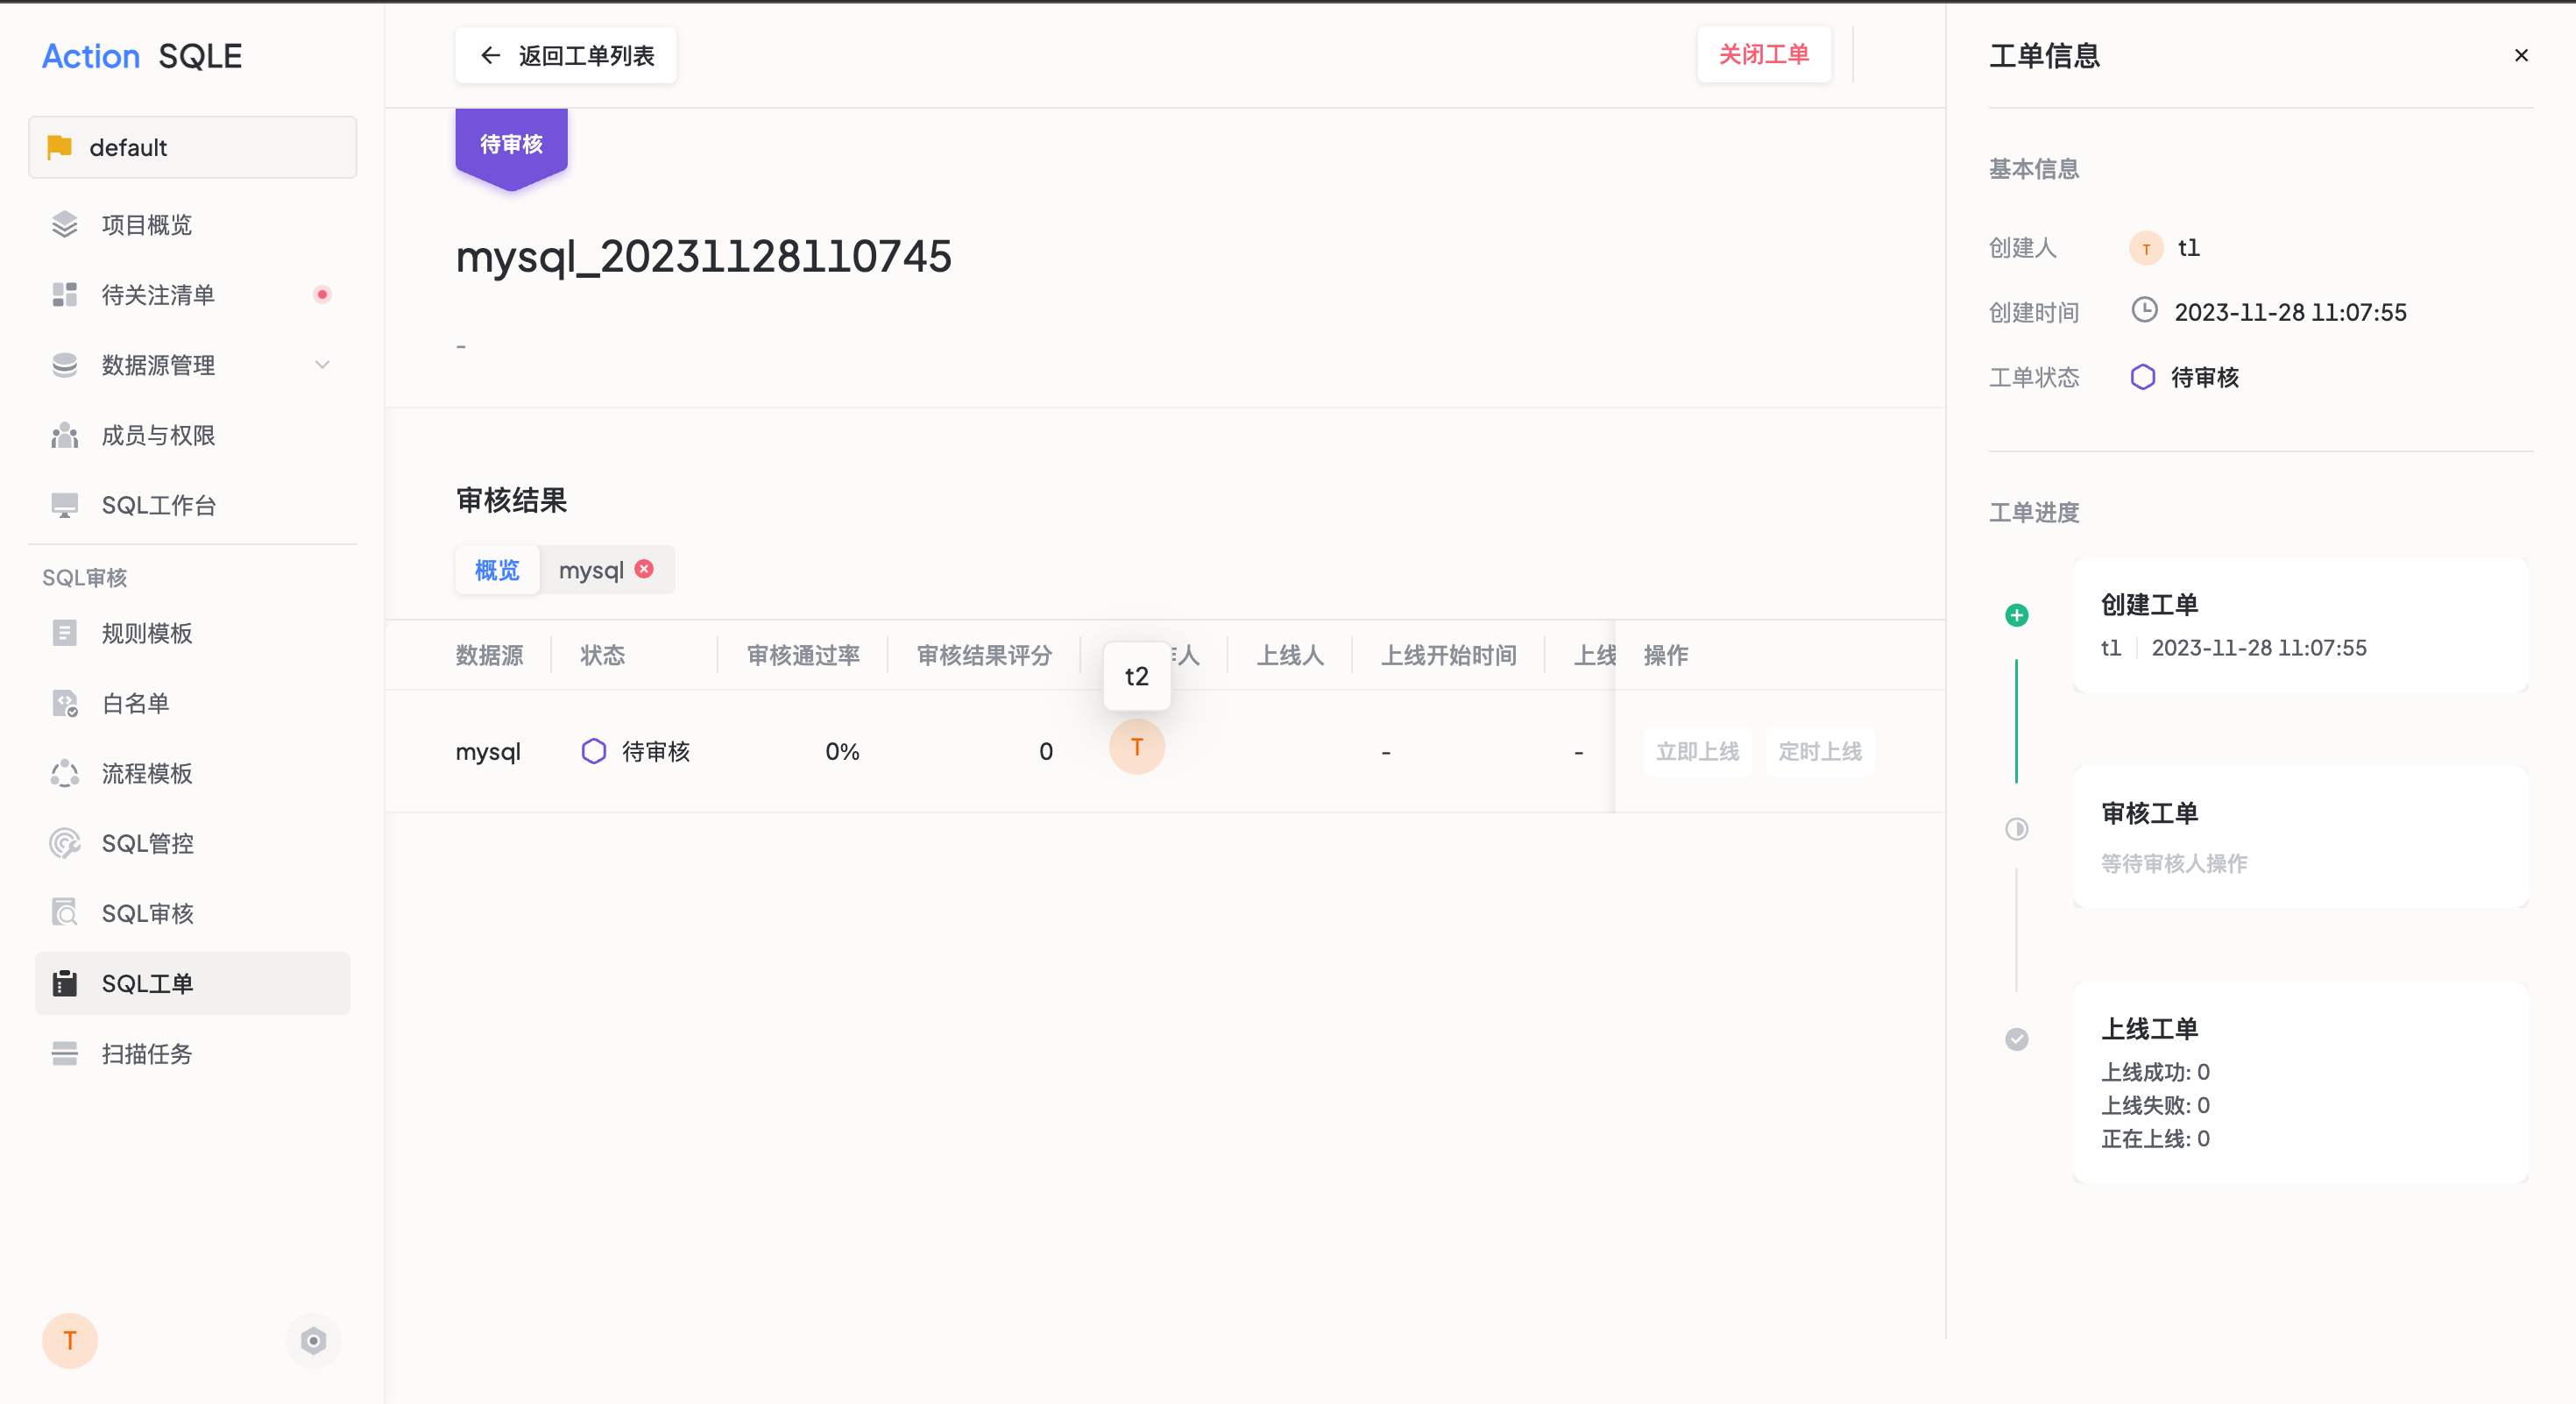 Action SQLE
default
项目概览
待关注清单
数据源管理
成员与权限
SQL工作台
SQL审核
规则模板
白名单
流程模板
SQL管控
SQL审核
SQL工单
扫描任务
T
返回工单列表
关闭工单
待审核
mysql_20231128110745
-
审核结果
概览 mysql
数据源 状态 审核通过率 审核结果评分 人 上线人 上线开始时间 上线 操作
t2
mysql 待审核 0% 0 T - - 立即上线 定时上线
工单信息
基本信息
创建人 T t1
创建时间 2023-11-28 11:07:55
工单状态 待审核
工单进度
创建工单
t1 2023-11-28 11:07:55
审核工单
等待审核人操作
上线工单
上线成功: 0
上线失败: 0
正在上线: 0